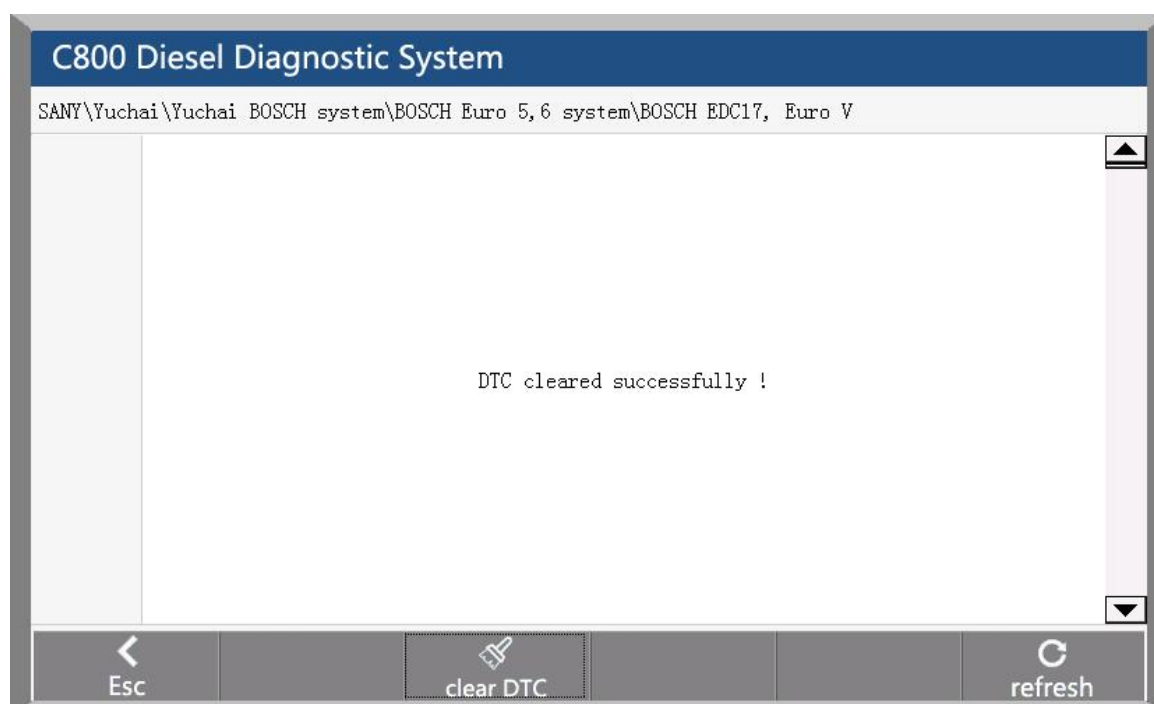 C800 Diesel Diagnostic System
SANY\Yuchai\Yuchai BOSCH system\BOSCH Euro 5,6 system\BOSCH EDC17, Euro V
DTC cleared successfully !
Esc
clear DTC
refresh